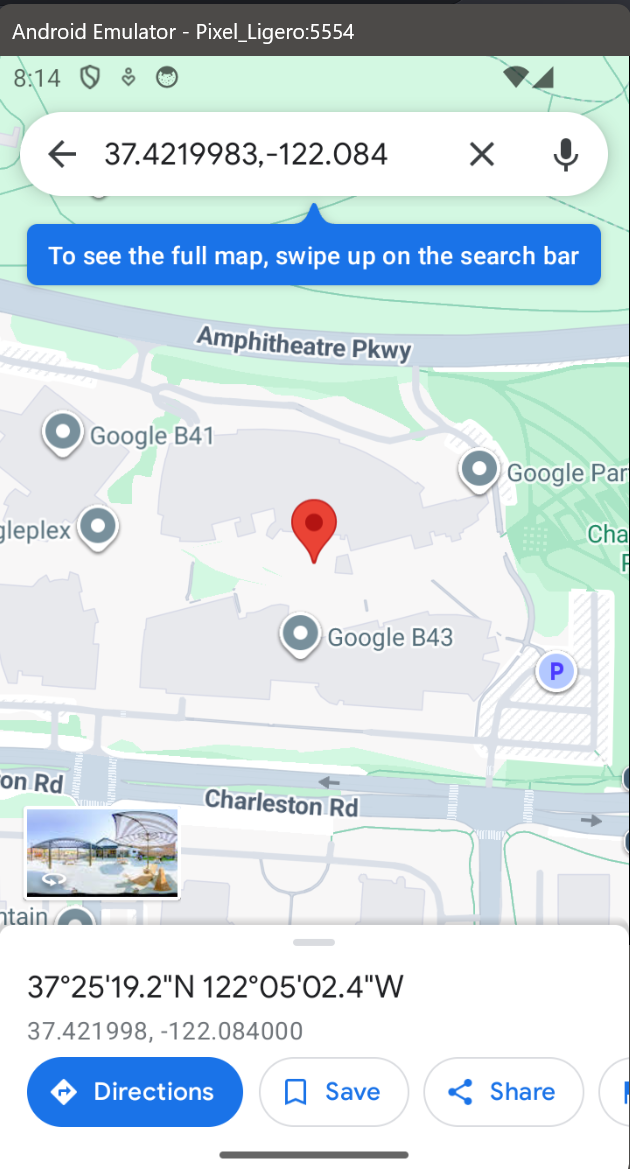 Android Emulator - Pixel_Ligero:5554
8:14
37.4219983,-122.084
To see the full map, swipe up on the search bar
Amphitheatre Pkwy
Google B41
Google Par
gleplex
Cha
Google B43
P
on Rd
Charleston Rd
ntain
37°25'19.2"N 122°05'02.4"W
37.421998, -122.084000
Directions
Save
Share